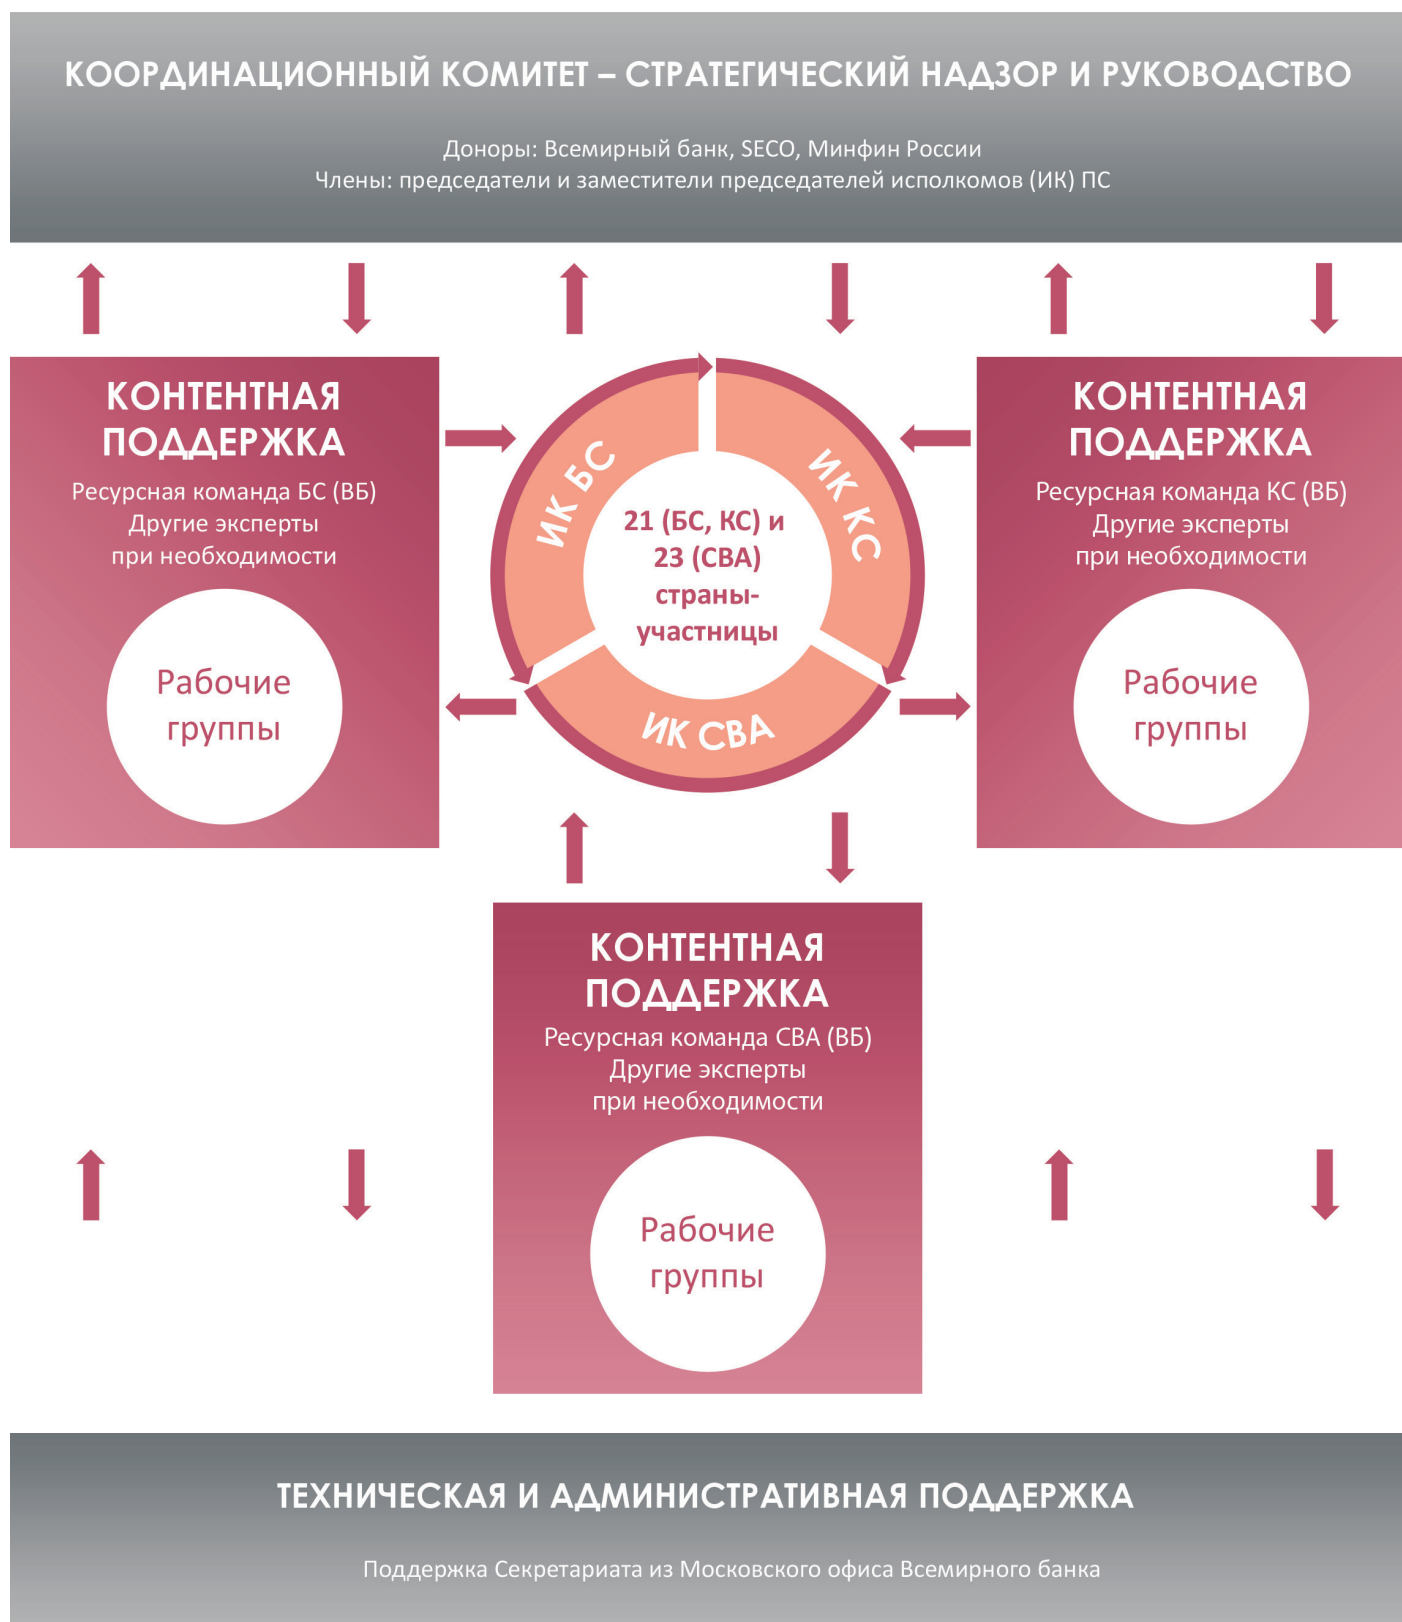 КООРДИНАЦИОННЫЙ КОМИТЕТ – СТРАТЕГИЧЕСКИЙ НАДЗОР И РУКОВОДСТВО
Доноры: Всемирный банк, SECO, Минфин России
Члены: председатели и заместители председателей исполкомов (ИК) ПС
КОНТЕНТНАЯ
ПОДДЕРЖКА
Ресурсная команда БС (ВБ)
Другие эксперты
при необходимости
Рабочие
группы
ИК БС
ИК КС
ИК СВА
21 (БС, КС) и
23 (СВА)
страны-
участницы
КОНТЕНТНАЯ
ПОДДЕРЖКА
Ресурсная команда КС (ВБ)
Другие эксперты
при необходимости
Рабочие
группы
КОНТЕНТНАЯ
ПОДДЕРЖКА
Ресурсная команда СВА (ВБ)
Другие эксперты
при необходимости
Рабочие
группы
ТЕХНИЧЕСКАЯ И АДМИНИСТРАТИВНАЯ ПОДДЕРЖКА
Поддержка Секретариата из Московского офиса Всемирного банка